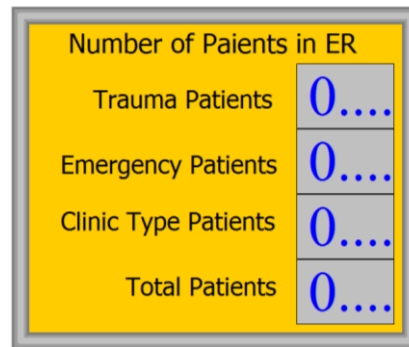 Number of Paients in ER
Trauma Patients 0....
Emergency Patients 0....
Clinic Type Patients 0....
Total Patients 0....